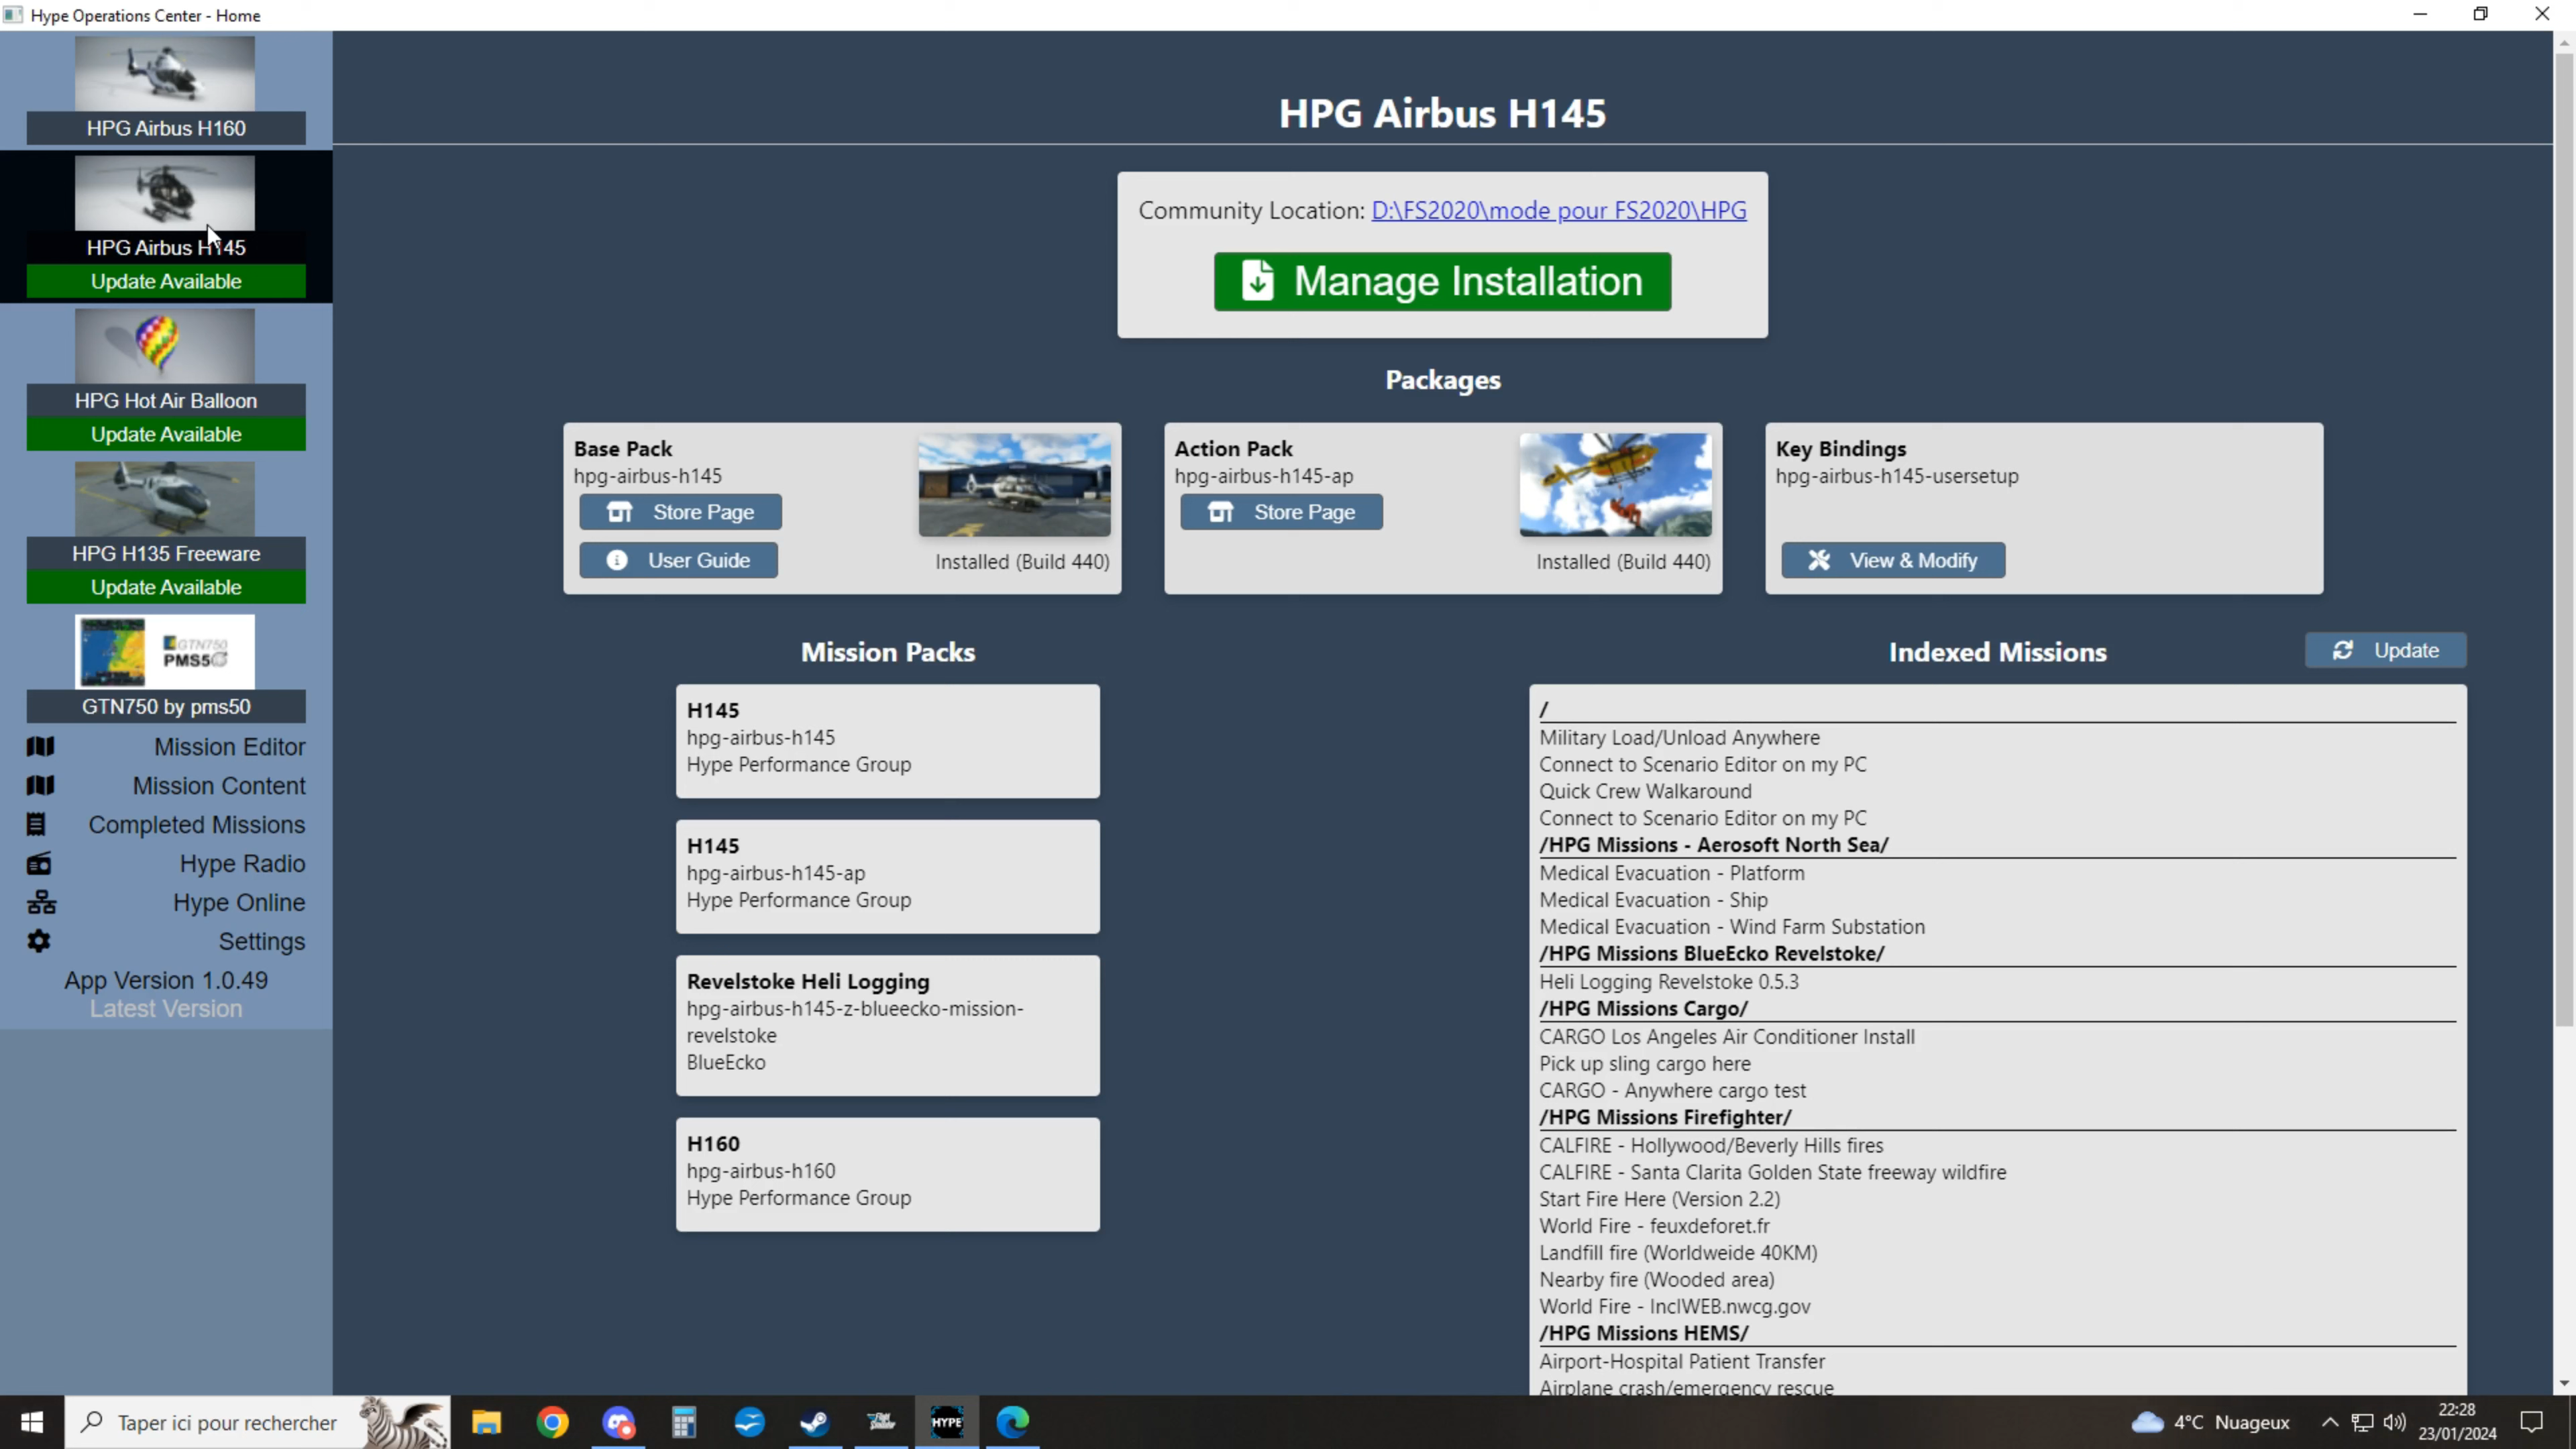 Hype Operations Center - Home
HPG Airbus H160
HPG Airbus H145
Update Available
HPG Hot Air Balloon
Update Available
HPG H135 Freeware
Update Available
GTN750
PMS50
GTN750 by pms50
Mission Editor
Mission Content
Completed Missions
Hype Radio
Hype Online
Settings
App Version 1.0.49
Latest Version
HPG Airbus H145
Community Location: D:\FS2020\mode pour FS2020\HPG
Manage Installation
Packages
Base Pack
hpg-airbus-h145
Store Page
User Guide
Installed (Build 440)
Action Pack
hpg-airbus-h145-ap
Store Page
Installed (Build 440)
Key Bindings
hpg-airbus-h145-usersetup
View & Modify
Mission Packs
H145
hpg-airbus-h145
Hype Performance Group
H145
hpg-airbus-h145-ap
Hype Performance Group
Revelstoke Heli Logging
hpg-airbus-h145-z-blueecko-mission-
revelstoke
BlueEcko
H160
hpg-airbus-h160
Hype Performance Group
Indexed Missions
Update
/
Military Load/Unload Anywhere
Connect to Scenario Editor on my PC
Quick Crew Walkaround
Connect to Scenario Editor on my PC
/HPG Missions - Aerosoft North Sea/
Medical Evacuation - Platform
Medical Evacuation - Ship
Medical Evacuation - Wind Farm Substation
/HPG Missions BlueEcko Revelstoke/
Heli Logging Revelstoke 0.5.3
/HPG Missions Cargo/
CARGO Los Angeles Air Conditioner Install
Pick up sling cargo here
CARGO - Anywhere cargo test
/HPG Missions Firefighter/
CALFIRE - Hollywood/Beverly Hills fires
CALFIRE - Santa Clarita Golden State freeway wildfire
Start Fire Here (Version 2.2)
World Fire - feuxdeforet.fr
Landfill fire (Worldweide 40KM)
Nearby fire (Wooded area)
World Fire - InciWEB.nwcg.gov
/HPG Missions HEMS/
Airport-Hospital Patient Transfer
Airplane crash/emergency rescue
Taper ici pour rechercher
HYPE
4°C Nuageux
22:28
23/01/2024